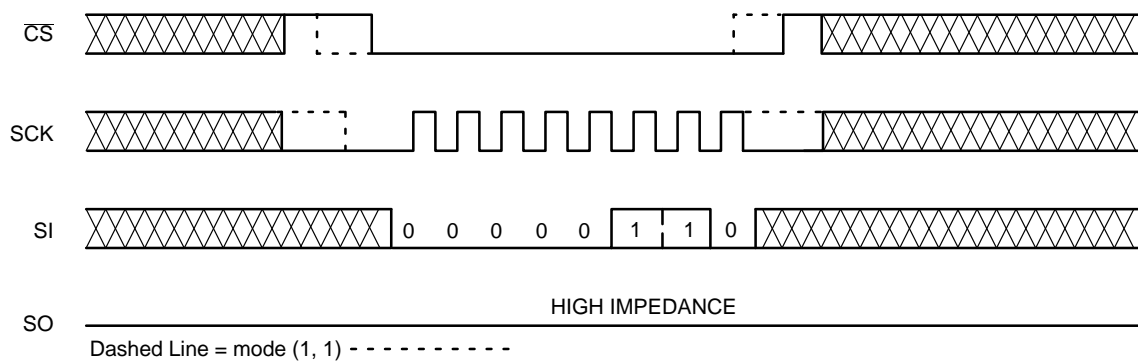 CS
SCK
SI
0 0 0 0 0 1 1 0
HIGH IMPEDANCE
SO
Dashed Line = mode (1, 1)